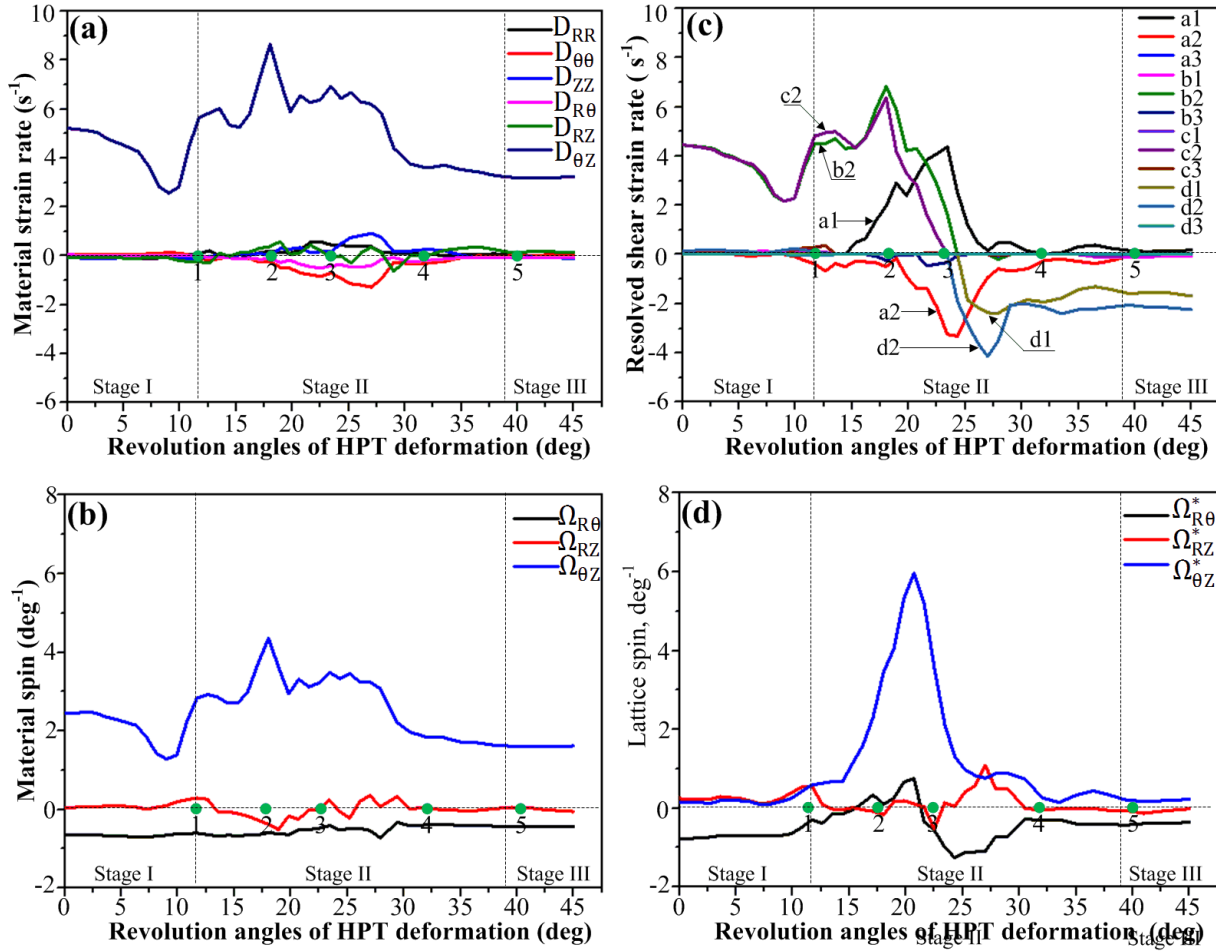 (a)
D_RR
D_θθ
D_ZZ
D_Rθ
D_RZ
D_θZ
Material strain rate (s⁻¹)
10
8
6
4
2
0
-2
-4
-6
1
2
3
4
5
Stage I
Stage II
Stage III
0 5 10 15 20 25 30 35 40 45
Revolution angles of HPT deformation (deg)
(c)
a1
a2
a3
b1
b2
b3
c1
c2
c3
d1
d2
d3
Resolved shear strain rate ( s⁻¹)
10
8
6
4
2
0
-2
-4
-6
c2
b2
a1
a2
d2
d1
1
2
3
4
5
Stage I
Stage II
Stage III
0 5 10 15 20 25 30 35 40 45
Revolution angles of HPT deformation (deg)
(b)
Ω_Rθ
Ω_RZ
Ω_θZ
Material spin (deg⁻¹)
8
6
4
2
0
-2
1
2
3
4
5
Stage I
Stage II
Stage III
0 5 10 15 20 25 30 35 40 45
Revolution angles of HPT deformation (deg)
(d)
Ω*_Rθ
Ω*_RZ
Ω*_θZ
Lattice spin, deg⁻¹
8
6
4
2
0
-2
1
2
3
4
5
Stage I
Stage II
Stage III
0 5 10 15 20 25 30 35 40 45
Revolution angles of HPT deformation (deg)
Stage II
Stage III